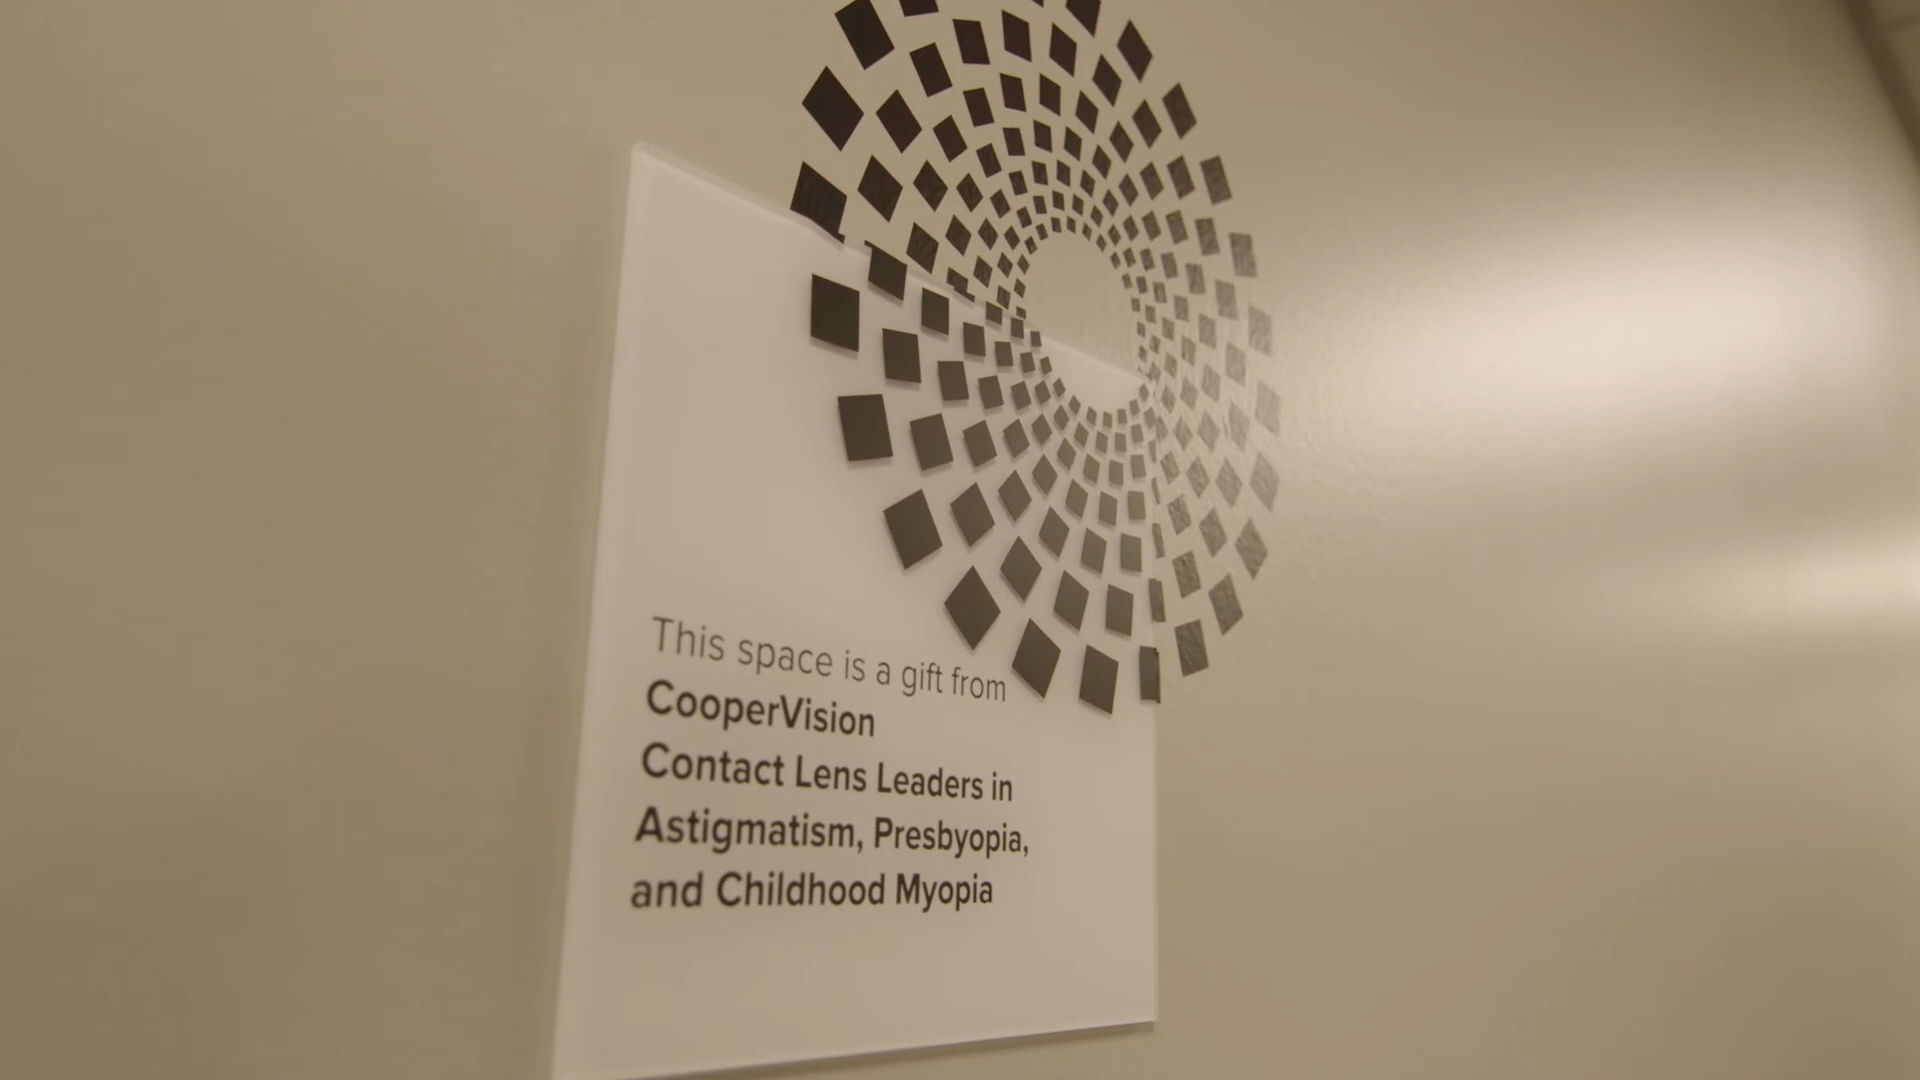 This space is a gift from
CooperVision
Contact Lens Leaders in
Astigmatism, Presbyopia,
and Childhood Myopia